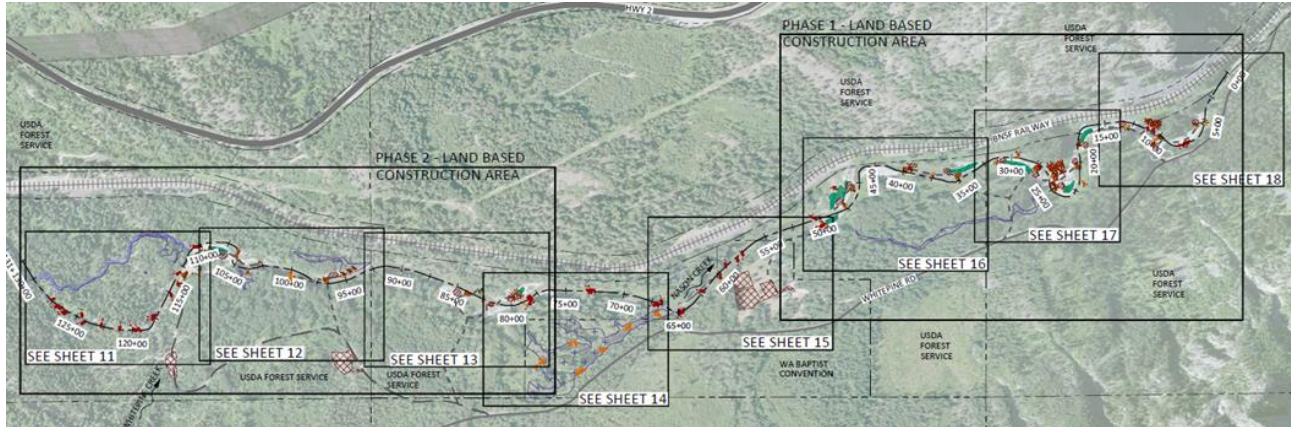 HWY 2
PHASE 1 - LAND BASED
CONSTRUCTION AREA
USDA
FOREST
SERVICE
USDA
FOREST
SERVICE
USDA
FOREST
SERVICE
USDA
FOREST
SERVICE
BNSF RAILWAY
0+00
5+00
10+00
15+00
20+00
SEE SHEET 18
25+00
30+00
SEE SHEET 17
35+00
40+00
45+00
50+00
SEE SHEET 16
WHITEPINE RD
USDA
FOREST
SERVICE
USDA
FOREST
SERVICE
PHASE 2 - LAND BASED
CONSTRUCTION AREA
NASON CREEK
55+00
60+00
65+00
SEE SHEET 15
WA BAPTIST
CONVENTION
70+00
75+00
80+00
SEE SHEET 14
85+00
90+00
SEE SHEET 13
USDA FOREST
SERVICE
95+00
100+00
105+00
110+00
SEE SHEET 12
USDA FOREST SERVICE
115+00
120+00
125+00
SEE SHEET 11
CREEK